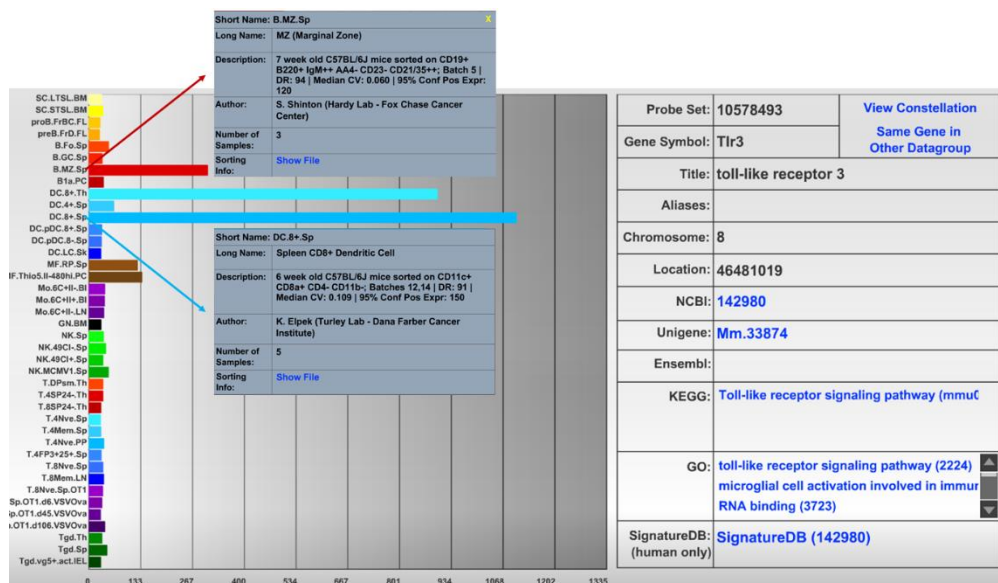 Short Name: B.MZ.Sp X
Long Name: MZ (Marginal Zone)
Description: 7 week old C57BL/6J mice sorted on CD19+
B220+ IgM++ AA4- CD23- CD21/35++; Batch 5 |
DR: 94 | Median CV: 0.060 | 95% Conf Pos Expr:
120
Author: S. Shinton (Hardy Lab - Fox Chase Cancer
Center)
Number of
Samples: 3
Sorting
Info: Show File
SC.LTSL.BM
SC.STSL.BM
proB.FrBC.FL
preB.FrD.FL
B.Fo.Sp
B.GC.Sp
B.MZ.Sp
B1a.PC
DC.8+.Th
DC.4+.Sp
DC.8+.Sp
DC.pDC.8+.Sp
DC.pDC.8-.Sp
DC.LC.Sk
MF.RP.Sp
MF.Thio5.II-480hi.PC
Mo.6C+II-.Bl
Mo.6C+II+.Bl
Mo.6C+II-.LN
GN.BM
NK.Sp
NK.49CI-.Sp
NK.49CI+.Sp
NK.MCMV1.Sp
T.DPsm.Th
T.4SP24-.Th
T.8SP24-.Th
T.4Nve.Sp
T.4Mem.Sp
T.4Nve.PP
T.4FP3+25+.Sp
T.8Nve.Sp
T.8Mem.LN
T.8Nve.Sp.OT1
Sp.OT1.d6.VSVOva
Sp.OT1.d45.VSVOva
.OT1.d106.VSVOva
Tgd.Th
Tgd.Sp
Tgd.vg5+.act.IEL
0 133 267 400 534 667 801 934 1068 1202 1335
Short Name: DC.8+.Sp
Long Name: Spleen CD8+ Dendritic Cell
Description: 6 week old C57BL/6J mice sorted on CD11c+
CD8a+ CD4- CD11b-; Batches 12,14 | DR: 91 |
Median CV: 0.109 | 95% Conf Pos Expr: 150
Author: K. Elpek (Turley Lab - Dana Farber Cancer
Institute)
Number of
Samples: 5
Sorting
Info: Show File
Probe Set: 10578493
View Constellation
Gene Symbol: Tlr3
Same Gene in
Other Datagroup
Title: toll-like receptor 3
Aliases:
Chromosome: 8
Location: 46481019
NCBI: 142980
Unigene: Mm.33874
Ensembl:
KEGG: Toll-like receptor signaling pathway (mmu0
GO: toll-like receptor signaling pathway (2224)
microglial cell activation involved in immur
RNA binding (3723)
SignatureDB: SignatureDB (142980)
(human only)